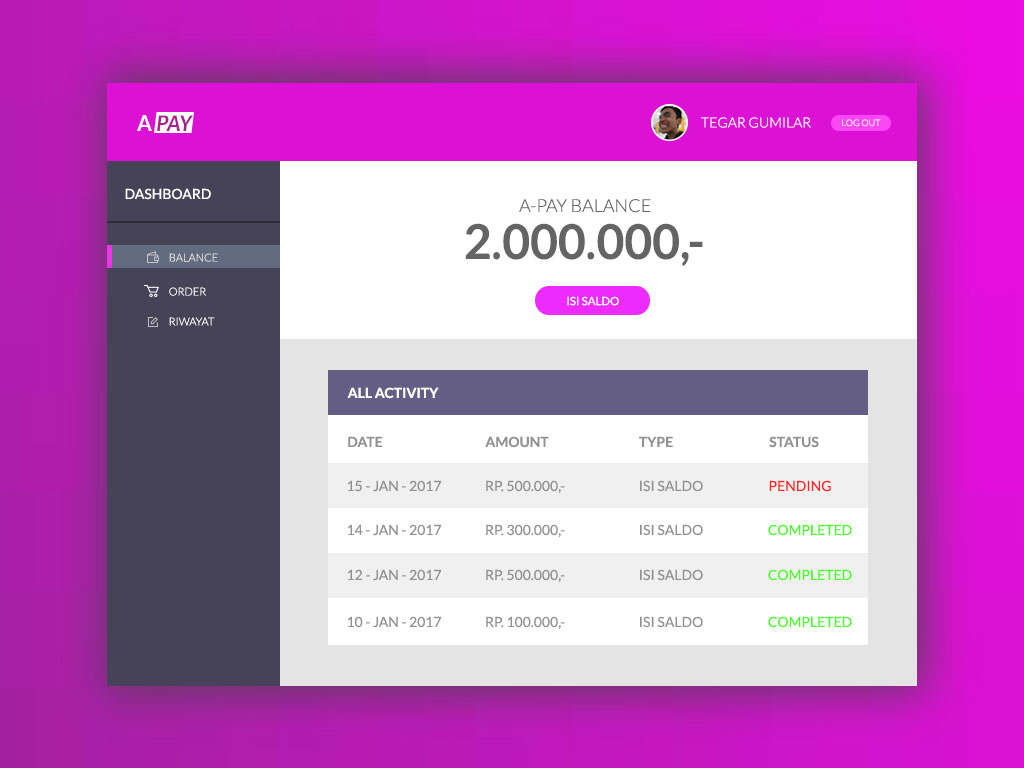 A PAY
TEGAR GUMILAR
LOG OUT
DASHBOARD
BALANCE
ORDER
RIWAYAT
A-PAY BALANCE
2.000.000,-
ISI SALDO
ALL ACTIVITY
DATE AMOUNT TYPE STATUS
15 - JAN - 2017 RP. 500.000,- ISI SALDO PENDING
14 - JAN - 2017 RP. 300.000,- ISI SALDO COMPLETED
12 - JAN - 2017 RP. 500.000,- ISI SALDO COMPLETED
10 - JAN - 2017 RP. 100.000,- ISI SALDO COMPLETED